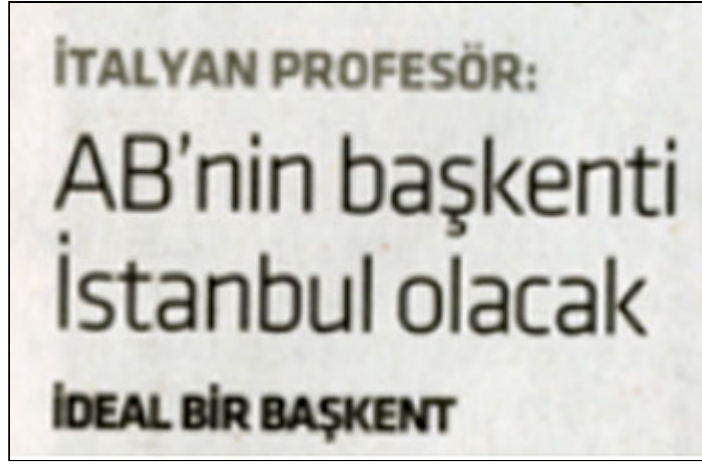 İTALYAN PROFESÖR:
AB'nin başkenti
İstanbul olacak
İDEAL BİR BAŞKENT